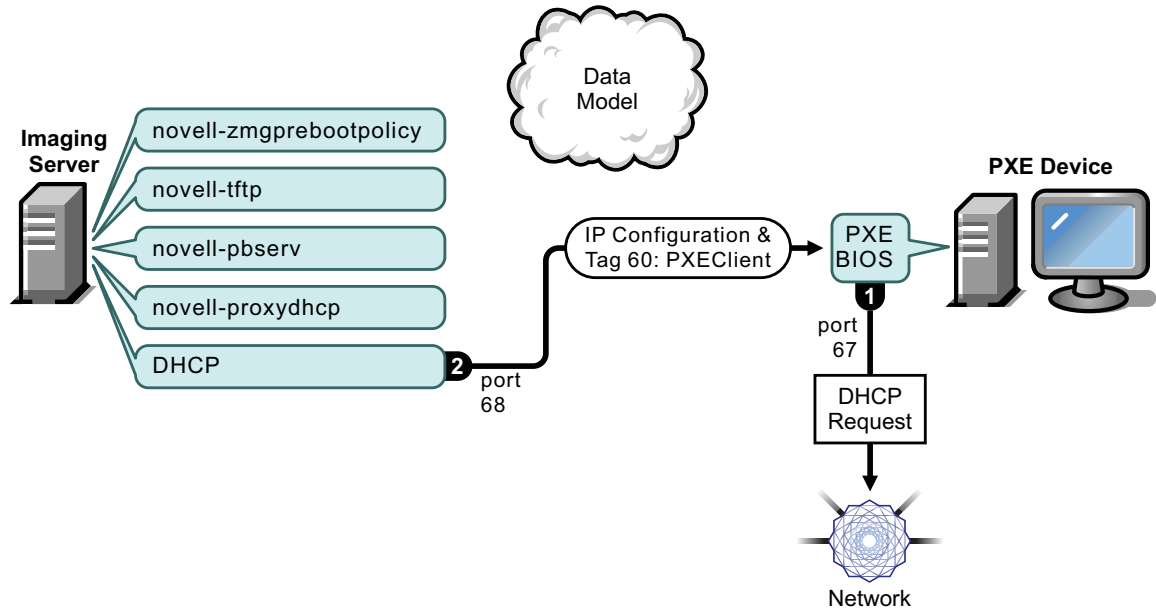 Data
Model
Imaging
Server
novell-zmgprebootpolicy
novell-tftp
novell-pbserv
novell-proxydhcp
DHCP
2
port
68
IP Configuration &
Tag 60: PXEClient
PXE
BIOS
1
port
67
PXE Device
DHCP
Request
Network